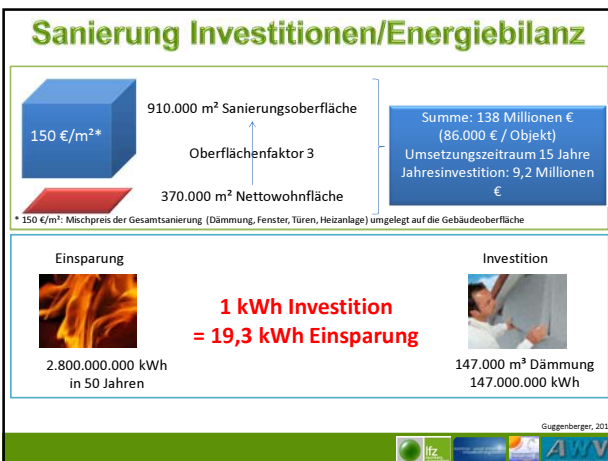 Sanierung Investitionen/Energiebilanz
150 €/m²*
910.000 m² Sanierungsoberfläche
Oberflächenfaktor 3
370.000 m² Nettowohnfläche
Summe: 138 Millionen €
(86.000 € / Objekt)
Umsetzungszeitraum 15 Jahre
Jahresinvestition: 9,2 Millionen
€
* 150 €/m²: Mischpreis der Gesamtsanierung (Dämmung, Fenster, Türen, Heizanlage) umgelegt auf die Gebäudeoberfläche
Einsparung
2.800.000.000 kWh
in 50 Jahren
1 kWh Investition
= 19,3 kWh Einsparung
Investition
147.000 m³ Dämmung
147.000.000 kWh
Guggenberger, 201
lfz
AWV